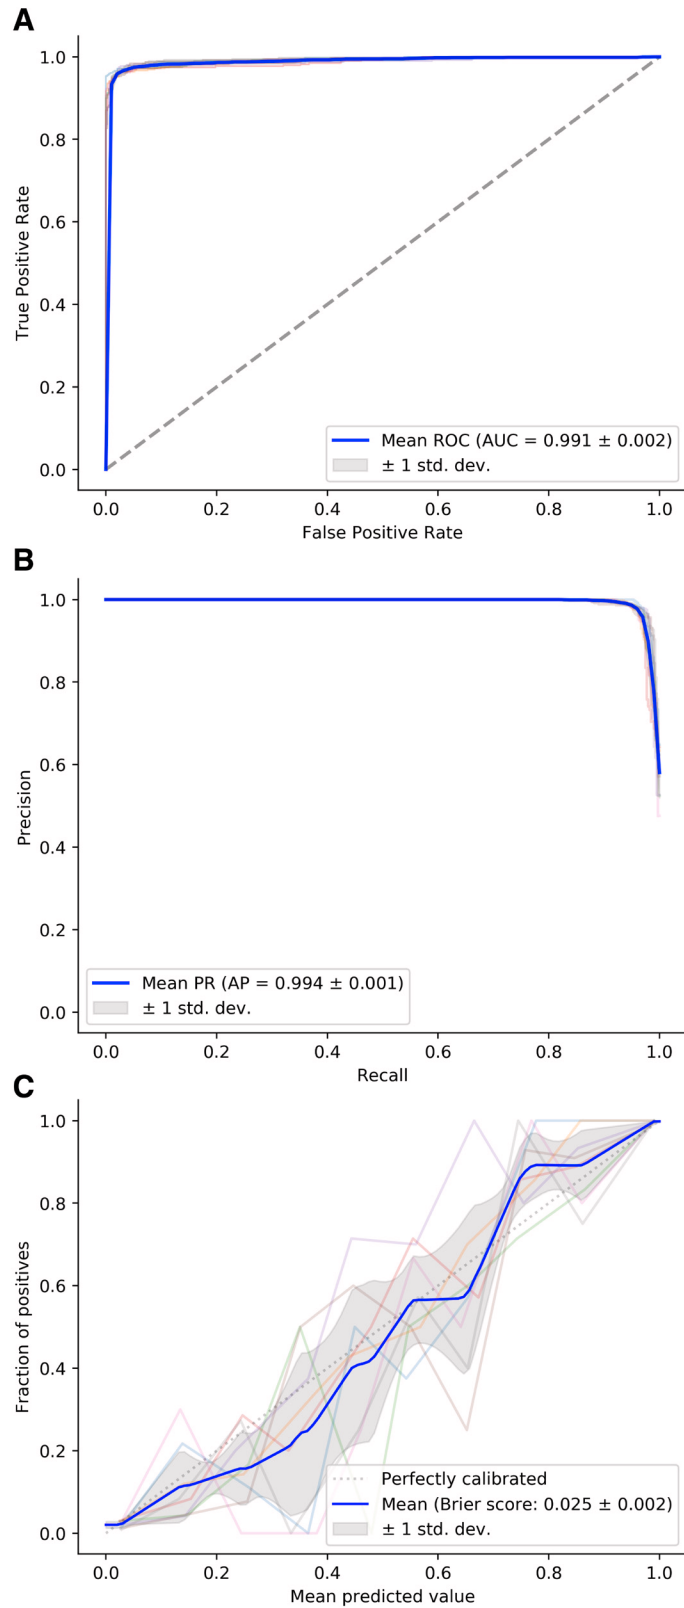 A
1.0
0.8
0.6
0.4
0.2
0.0
True Positive Rate
Mean ROC (AUC = 0.991 ± 0.002)
± 1 std. dev.
0.0 0.2 0.4 0.6 0.8 1.0
False Positive Rate
B
1.0
0.8
0.6
0.4
0.2
0.0
Precision
Mean PR (AP = 0.994 ± 0.001)
± 1 std. dev.
0.0 0.2 0.4 0.6 0.8 1.0
Recall
C
1.0
0.8
0.6
0.4
0.2
0.0
Fraction of positives
Perfectly calibrated
Mean (Brier score: 0.025 ± 0.002)
± 1 std. dev.
0.0 0.2 0.4 0.6 0.8 1.0
Mean predicted value